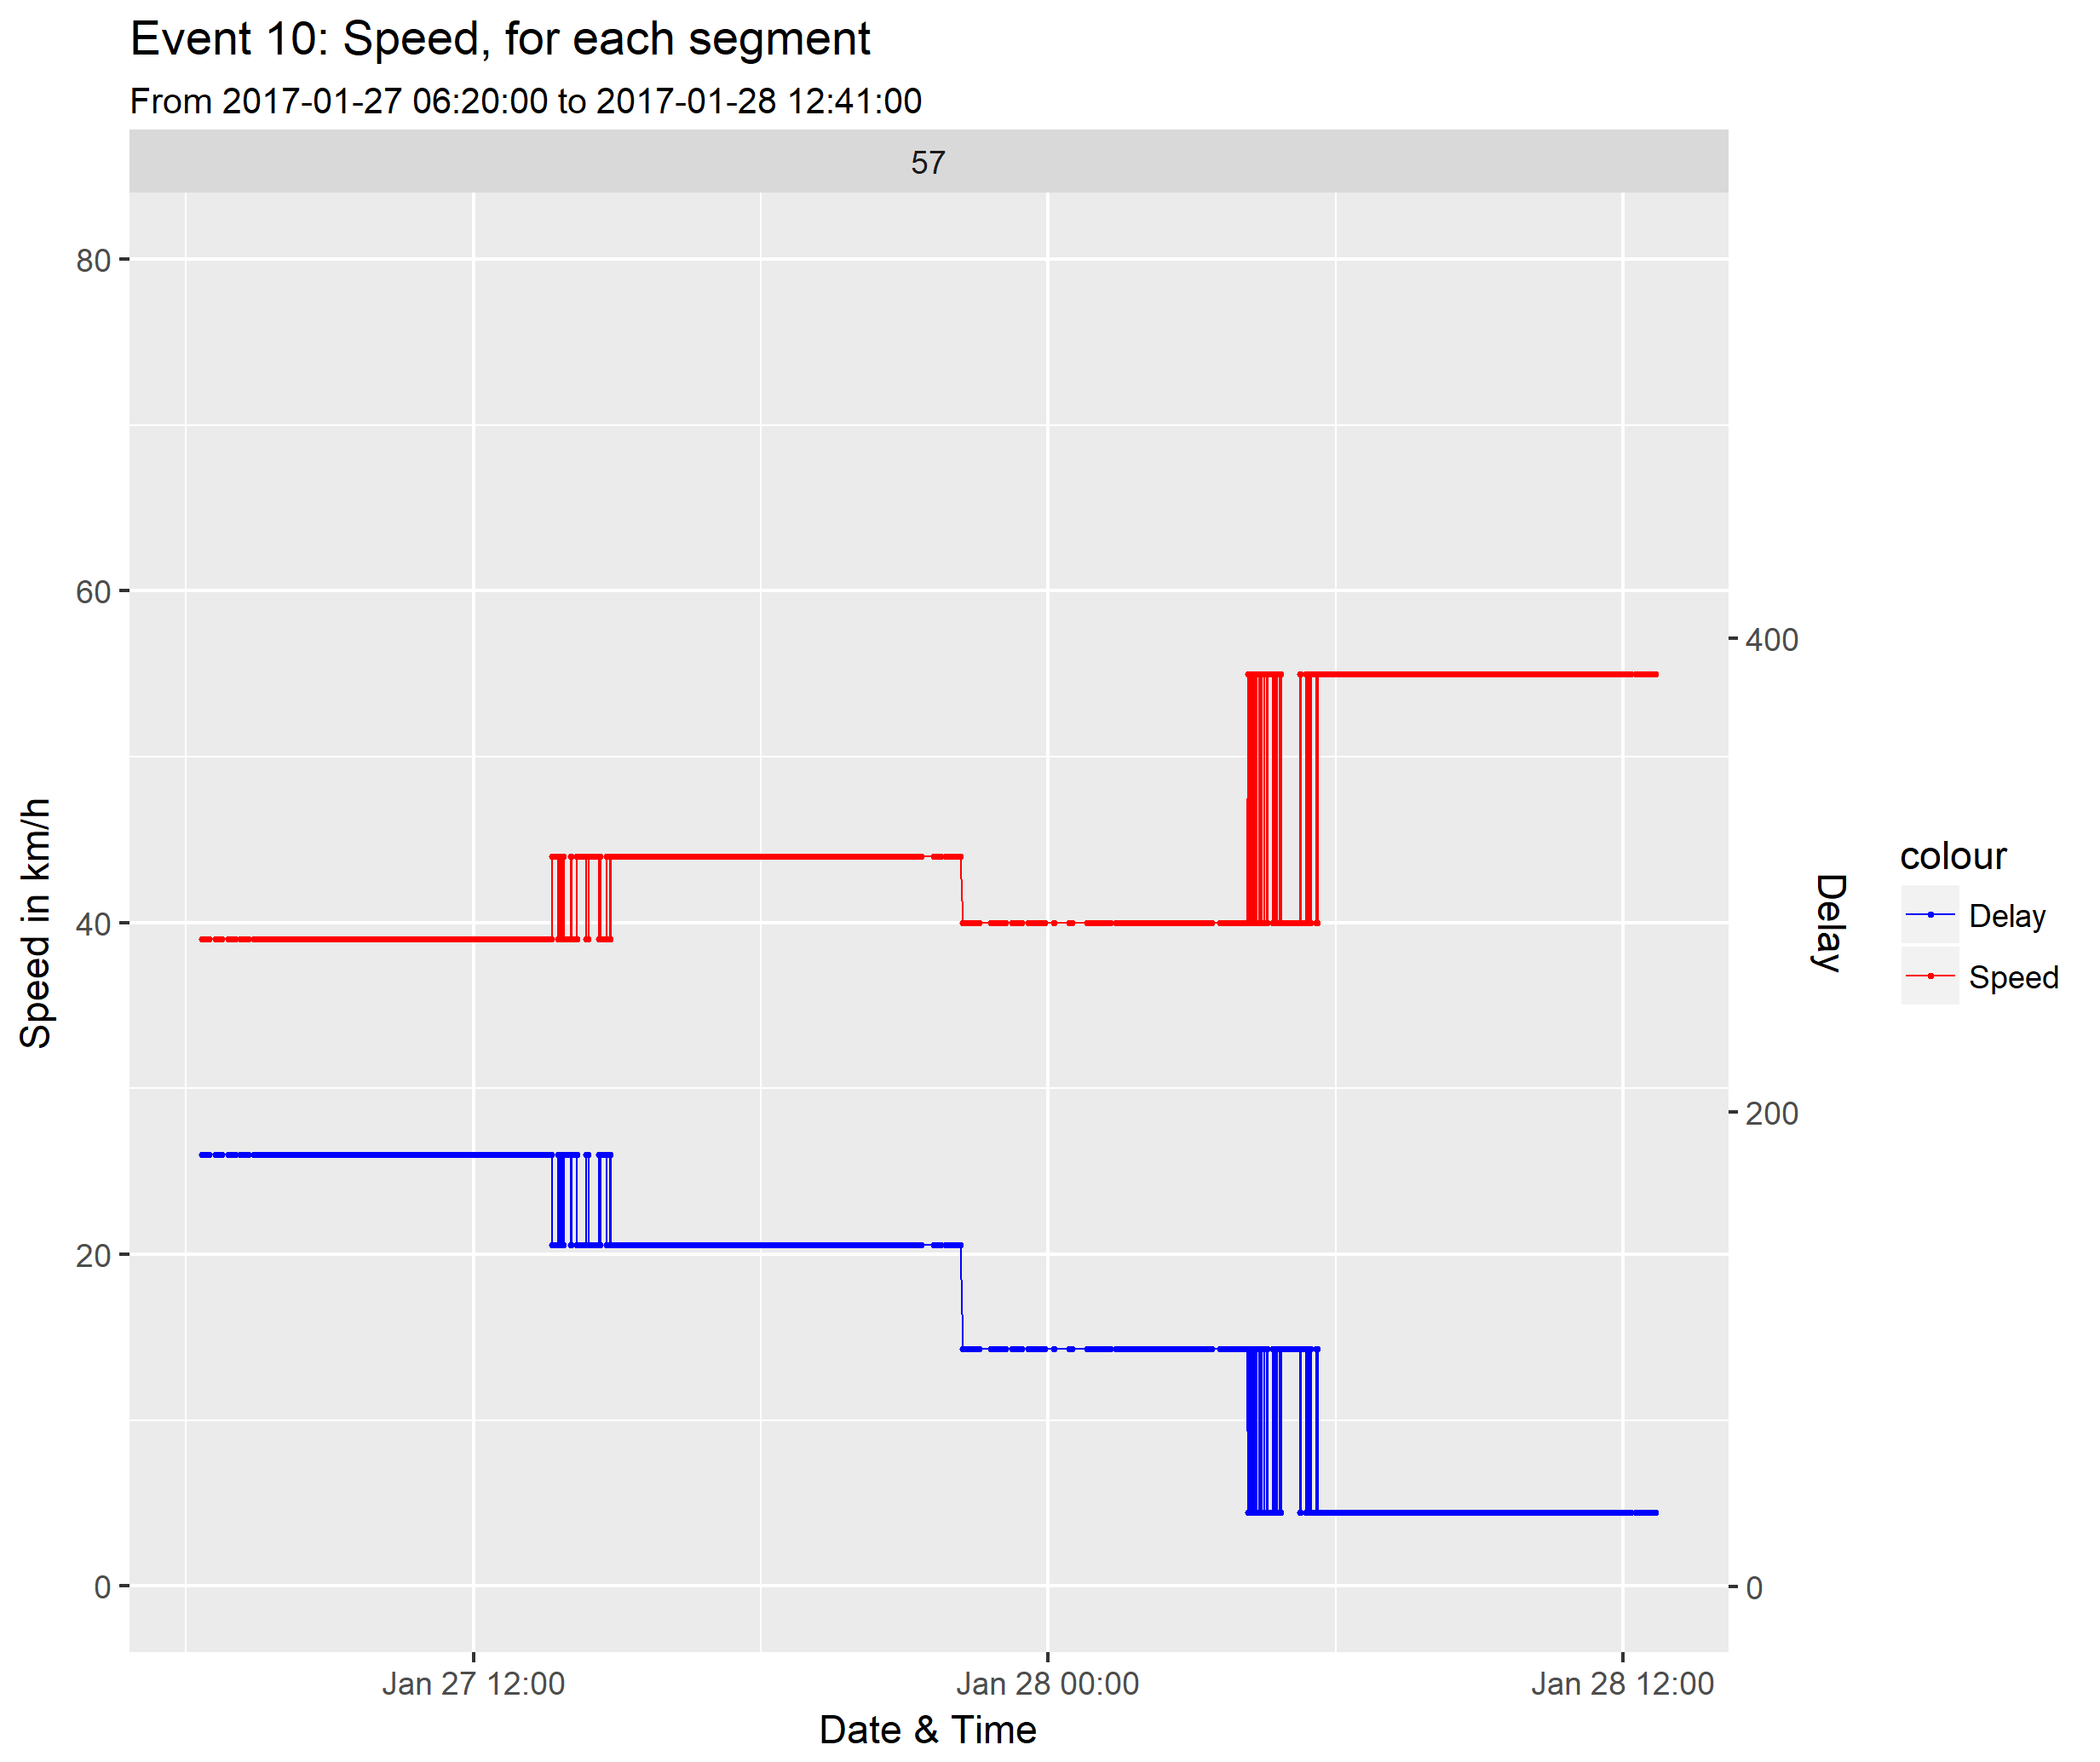 Event 10: Speed, for each segment
From 2017-01-27 06:20:00 to 2017-01-28 12:41:00
57
80
60
40
20
0
Speed in km/h
400
200
0
Delay
colour
Delay
Speed
Jan 27 12:00
Jan 28 00:00
Jan 28 12:00
Date & Time